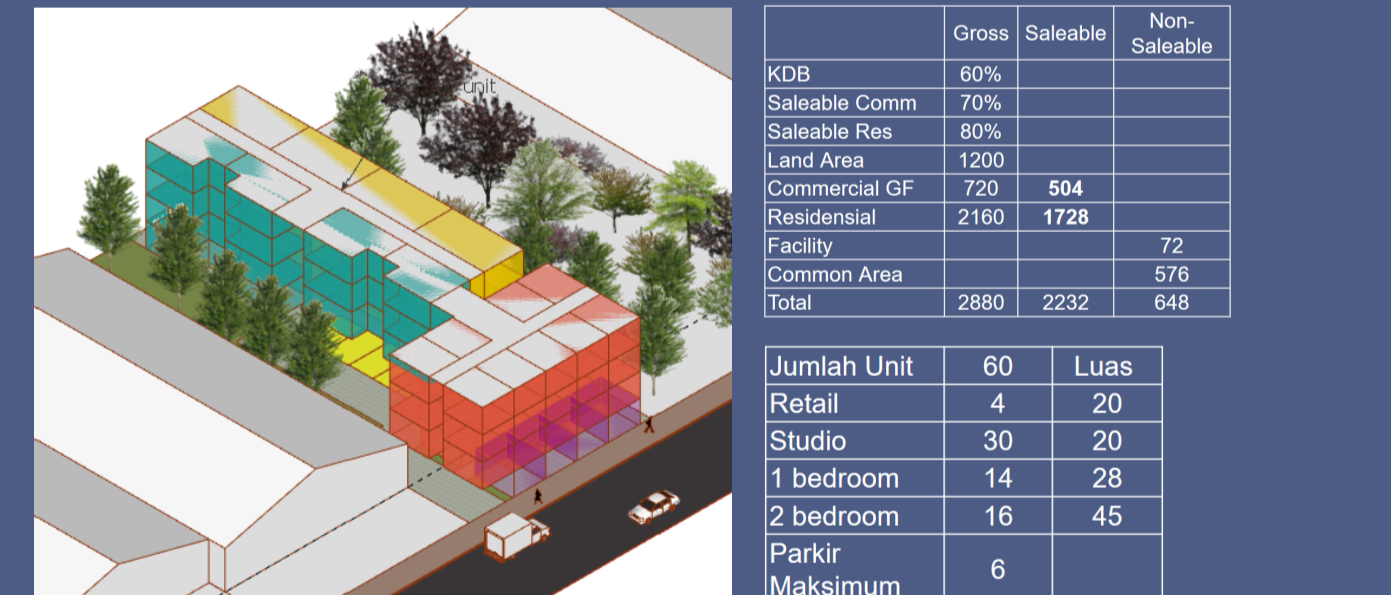 unit
Gross Saleable Non-Saleable
KDB 60%
Saleable Comm 70%
Saleable Res 80%
Land Area 1200
Commercial GF 720 504
Residensial 2160 1728
Facility 72
Common Area 576
Total 2880 2232 648
Jumlah Unit 60 Luas
Retail 4 20
Studio 30 20
1 bedroom 14 28
2 bedroom 16 45
Parkir Maksimum 6